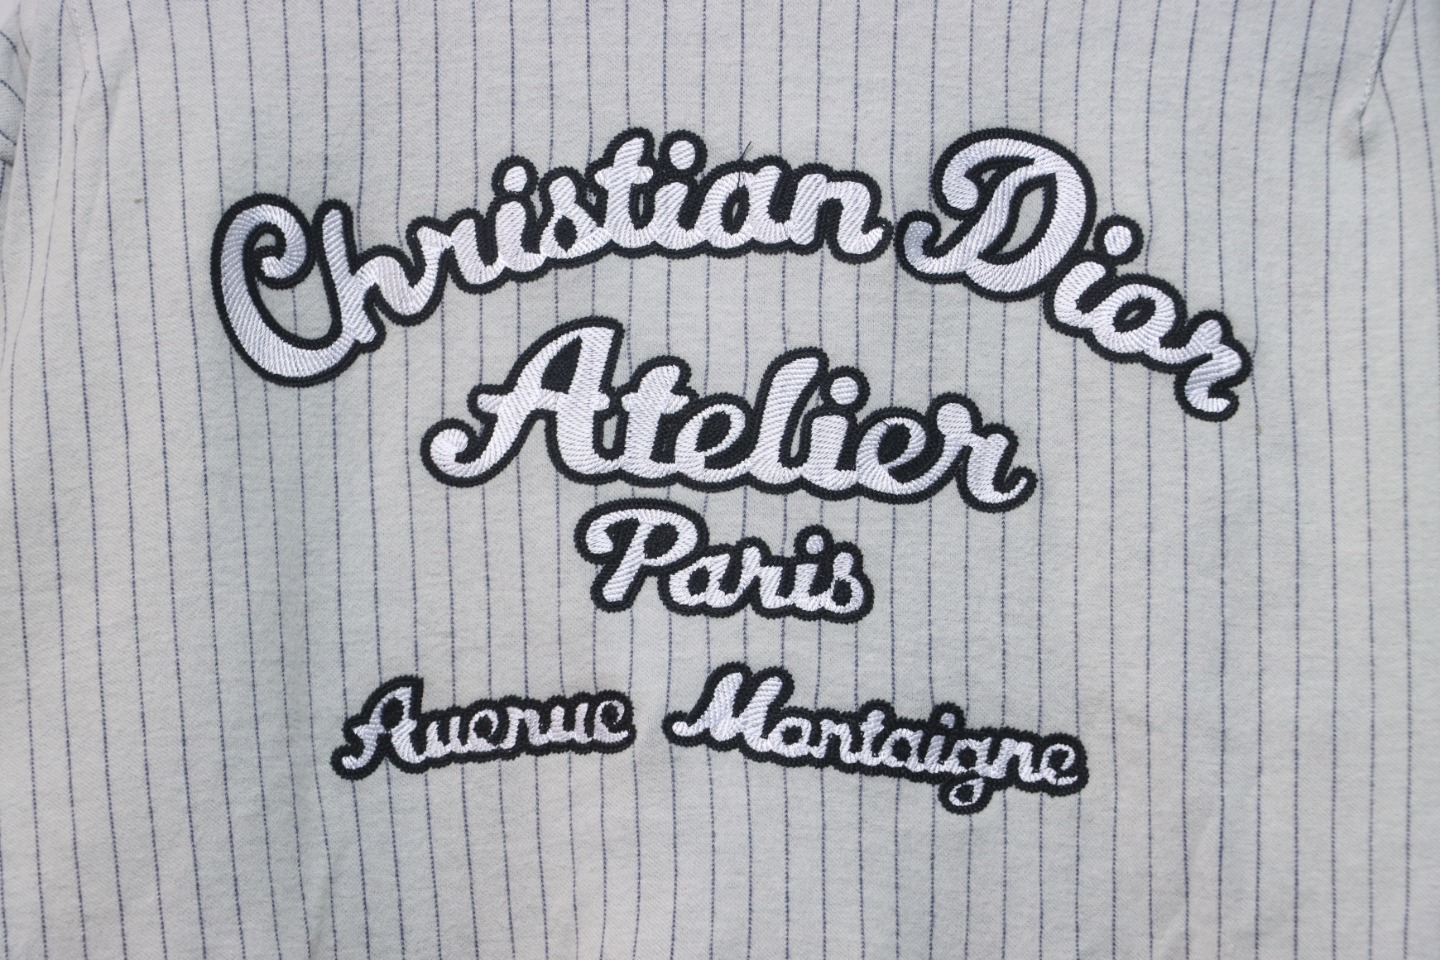 Christian Dior
Atelier
Paris
Avenue Montaigne